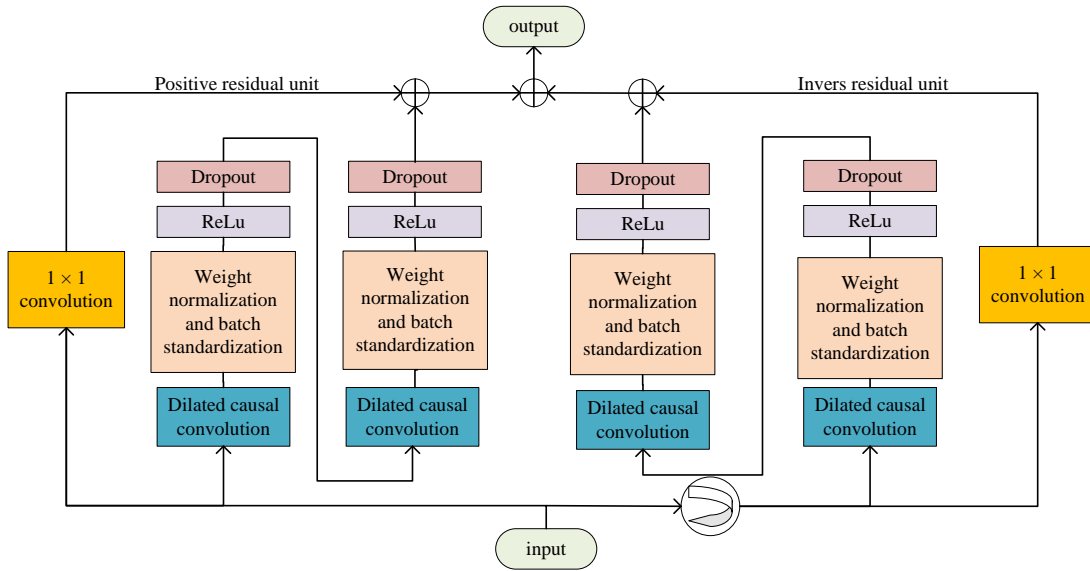 output
Positive residual unit
Invers residual unit
Dropout
ReLu
Weight
normalization
and batch
standardization
Dilated causal
convolution
Dropout
ReLu
Weight
normalization
and batch
standardization
Dilated causal
convolution
Dropout
ReLu
Weight
normalization
and batch
standardization
Dilated causal
convolution
Dropout
ReLu
Weight
normalization
and batch
standardization
Dilated causal
convolution
1 × 1
convolution
1 × 1
convolution
input